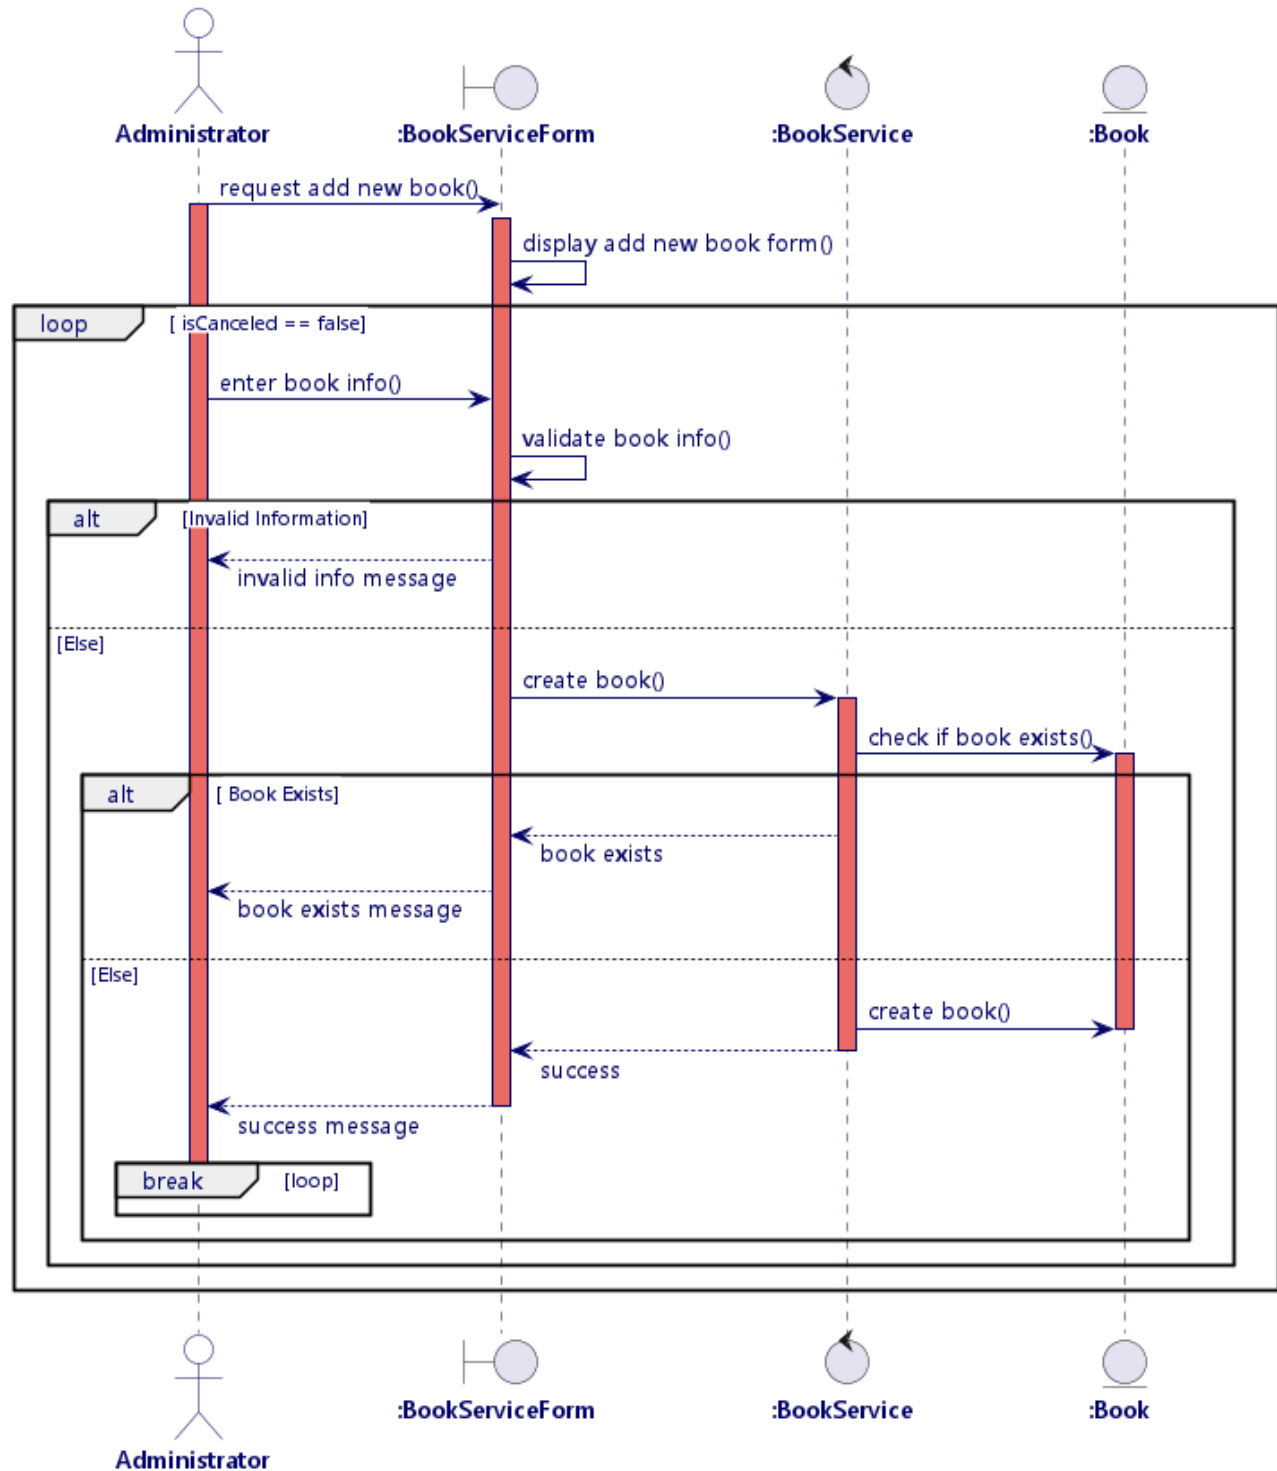 Administrator
:BookServiceForm
:BookService
:Book
request add new book()
display add new book form()
loop
[ isCanceled == false]
enter book info()
validate book info()
alt
[Invalid Information]
invalid info message
[Else]
create book()
check if book exists()
alt
[ Book Exists]
book exists
book exists message
[Else]
create book()
success
success message
break
[loop]
:BookServiceForm
:BookService
:Book
Administrator